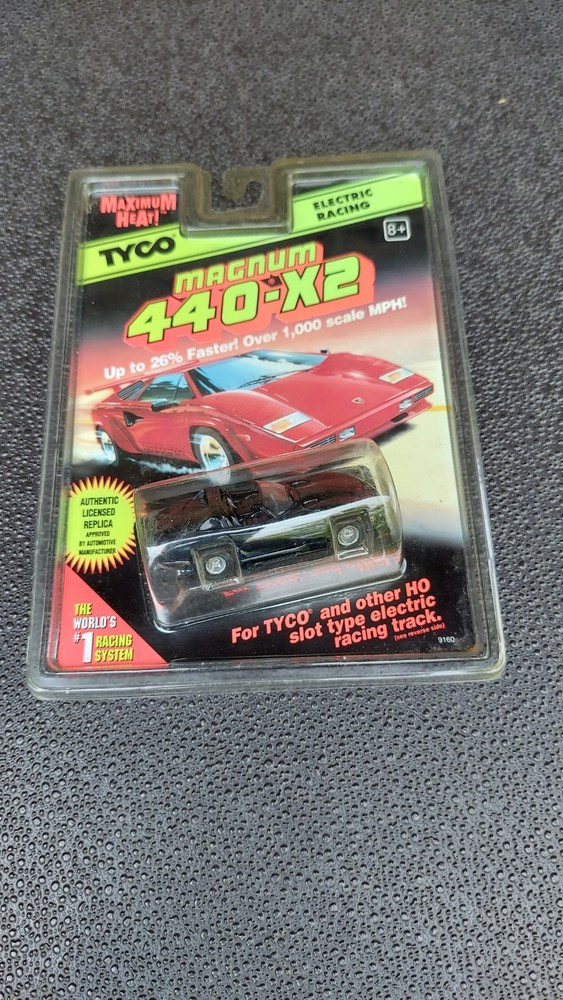 MAXIMUM
HEAT!
ELECTRIC
RACING
TYCO
8+
MAGNUM
440-X2
Up to 26% Faster! Over 1,000 scale MPH!
AUTHENTIC
LICENSED
REPLICA
APPROVED
BY AUTOMOTIVE
MANUFACTURER
THE
WORLD'S
#1 RACING
SYSTEM
For TYCO® and other HO
slot type electric
racing track.
(see reverse side)
9160